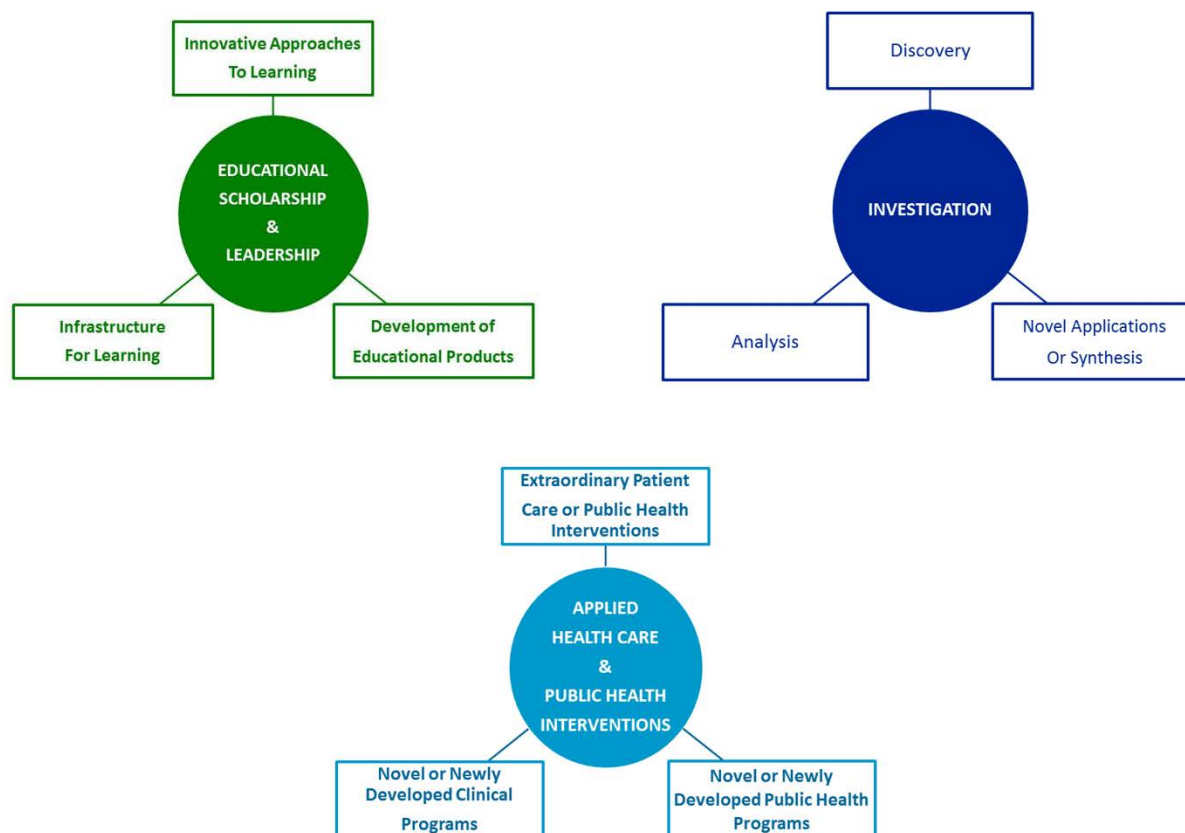 Innovative Approaches
To Learning
EDUCATIONAL
SCHOLARSHIP
&
LEADERSHIP
Infrastructure
For Learning
Development of
Educational Products
Discovery
INVESTIGATION
Analysis
Novel Applications
Or Synthesis
Extraordinary Patient
Care or Public Health
Interventions
APPLIED
HEALTH CARE
&
PUBLIC HEALTH
INTERVENTIONS
Novel or Newly
Developed Clinical
Programs
Novel or Newly
Developed Public Health
Programs